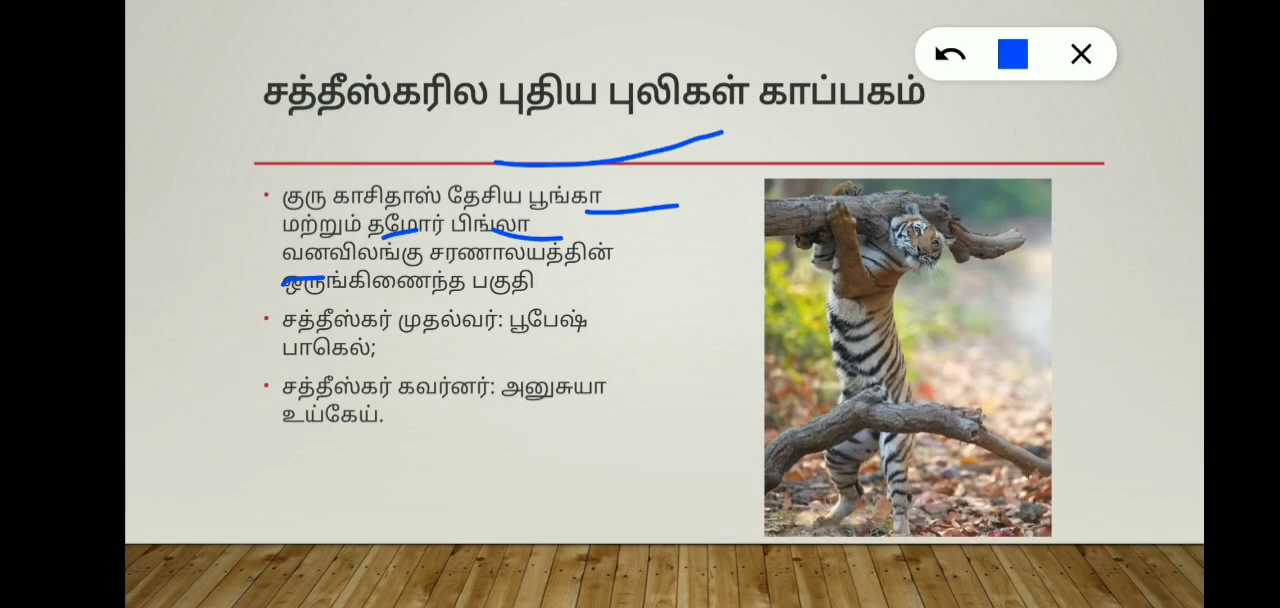 சத்தீஸ்கரில புதிய புலிகள் காப்பகம்
• குரு காசிதாஸ் தேசிய பூங்கா
மற்றும் தமோர் பிங்லா
வனவிலங்கு சரணாலயத்தின்
ஒருங்கிணைந்த பகுதி
• சத்தீஸ்கர் முதல்வர்: பூபேஷ்
பாகெல்;
• சத்தீஸ்கர் கவர்னர்: அனுசுயா
உய்கேய்.